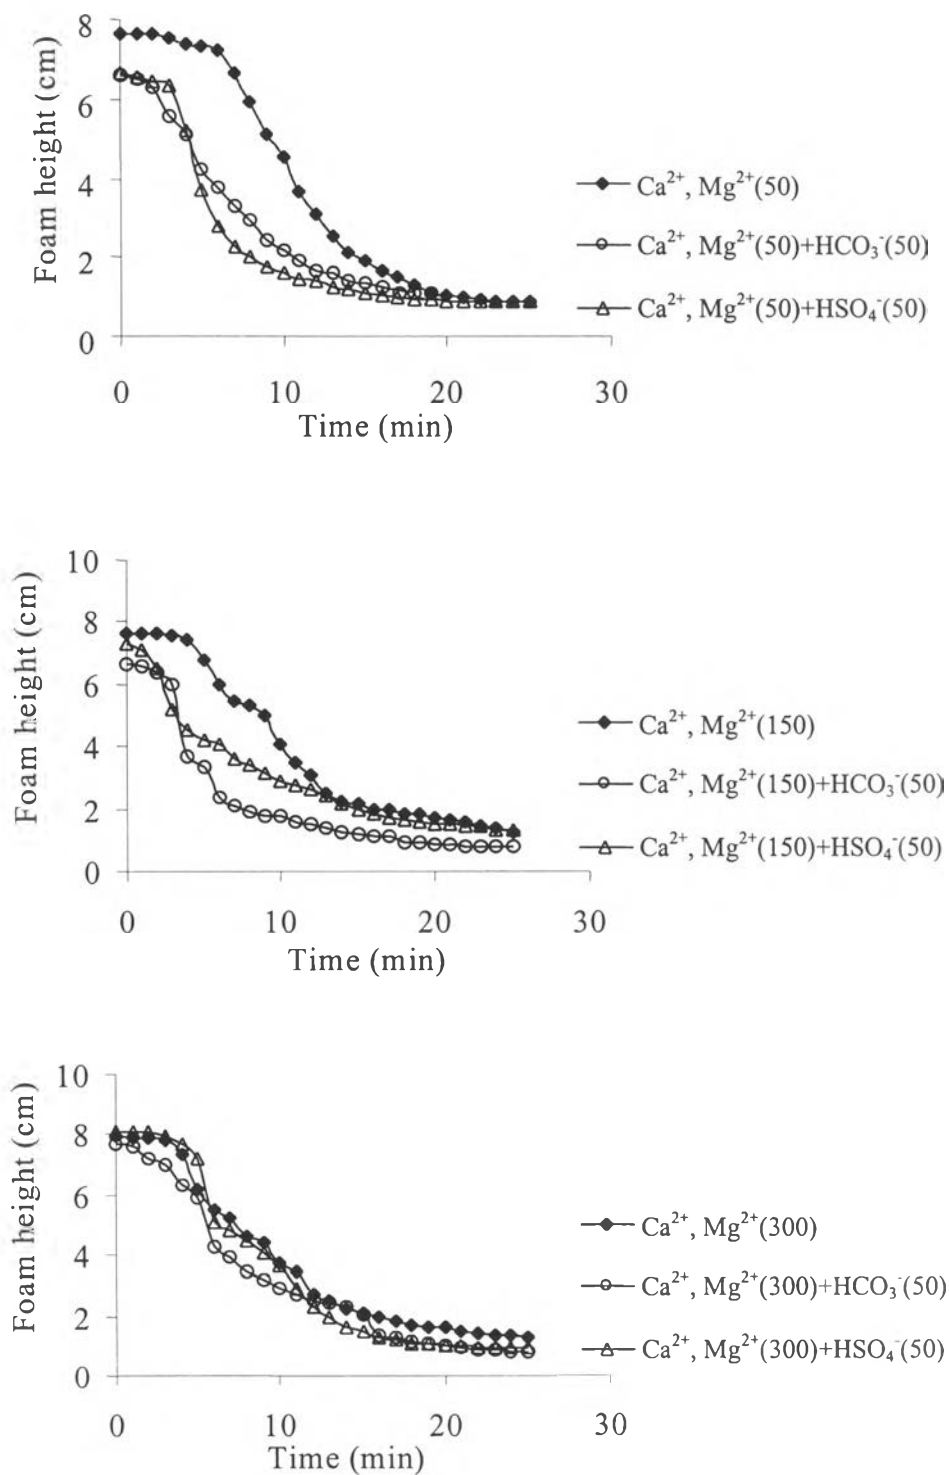 8
6
4
2
0
Foam height (cm)
0 10 20 30
Time (min)
Ca²⁺, Mg²⁺(50)
Ca²⁺, Mg²⁺(50)+HCO₃⁻(50)
Ca²⁺, Mg²⁺(50)+HSO₄⁻(50)
10
8
6
4
2
0
Foam height (cm)
0 10 20 30
Time (min)
Ca²⁺, Mg²⁺(150)
Ca²⁺, Mg²⁺(150)+HCO₃⁻(50)
Ca²⁺, Mg²⁺(150)+HSO₄⁻(50)
10
8
6
4
2
0
Foam height (cm)
0 10 20 30
Time (min)
Ca²⁺, Mg²⁺(300)
Ca²⁺, Mg²⁺(300)+HCO₃⁻(50)
Ca²⁺, Mg²⁺(300)+HSO₄⁻(50)